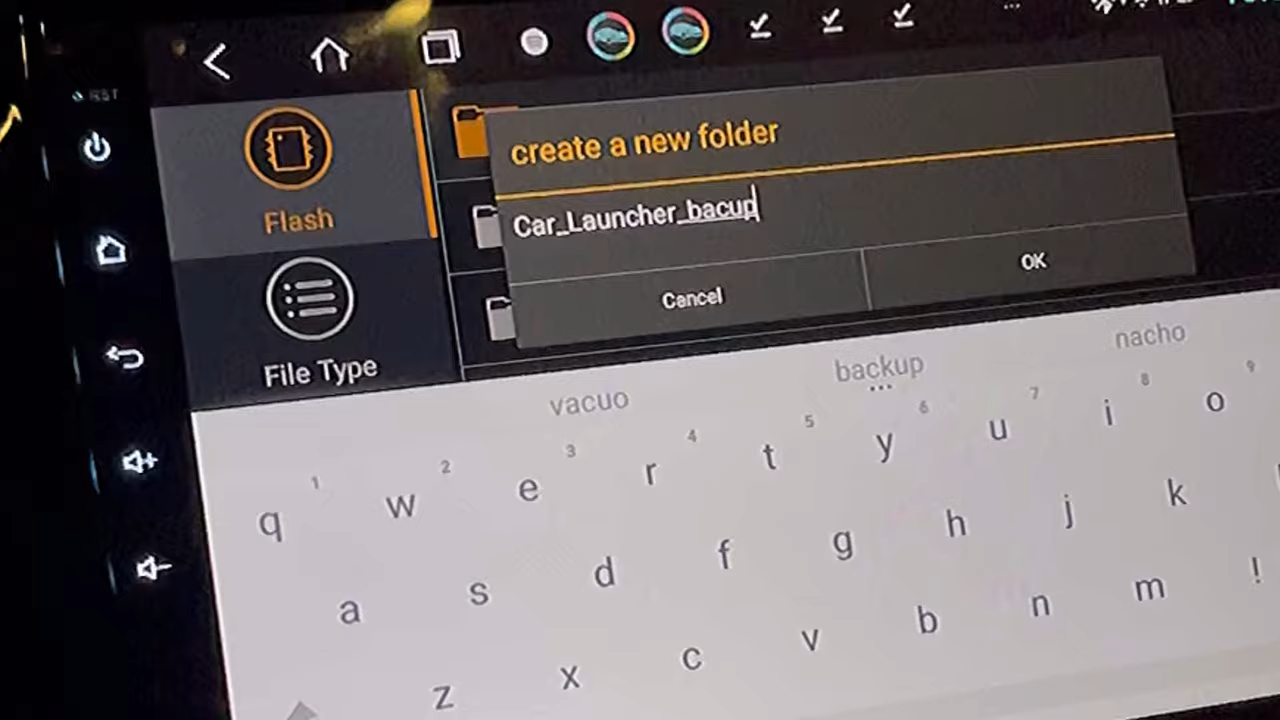 RST
Flash
File Type
create a new folder
Car_Launcher_bacup
Cancel
OK
vacuo
backup
...
nacho
1 2 3 4 5 6 7 8 9
q w e r t y u i o
a s d f g h j k
z x c v b n m !